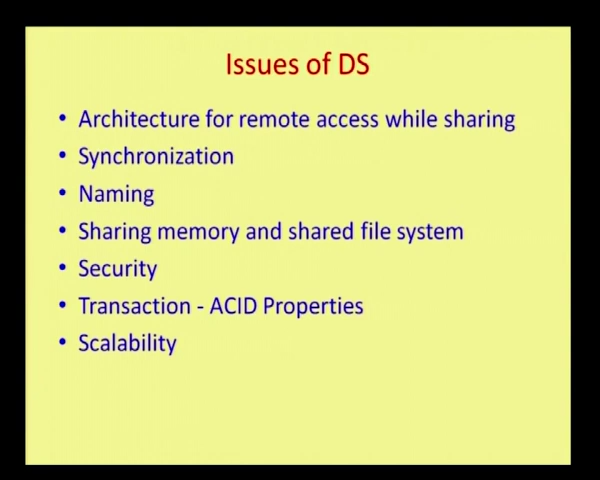 Issues of DS
• Architecture for remote access while sharing
• Synchronization
• Naming
• Sharing memory and shared file system
• Security
• Transaction - ACID Properties
• Scalability